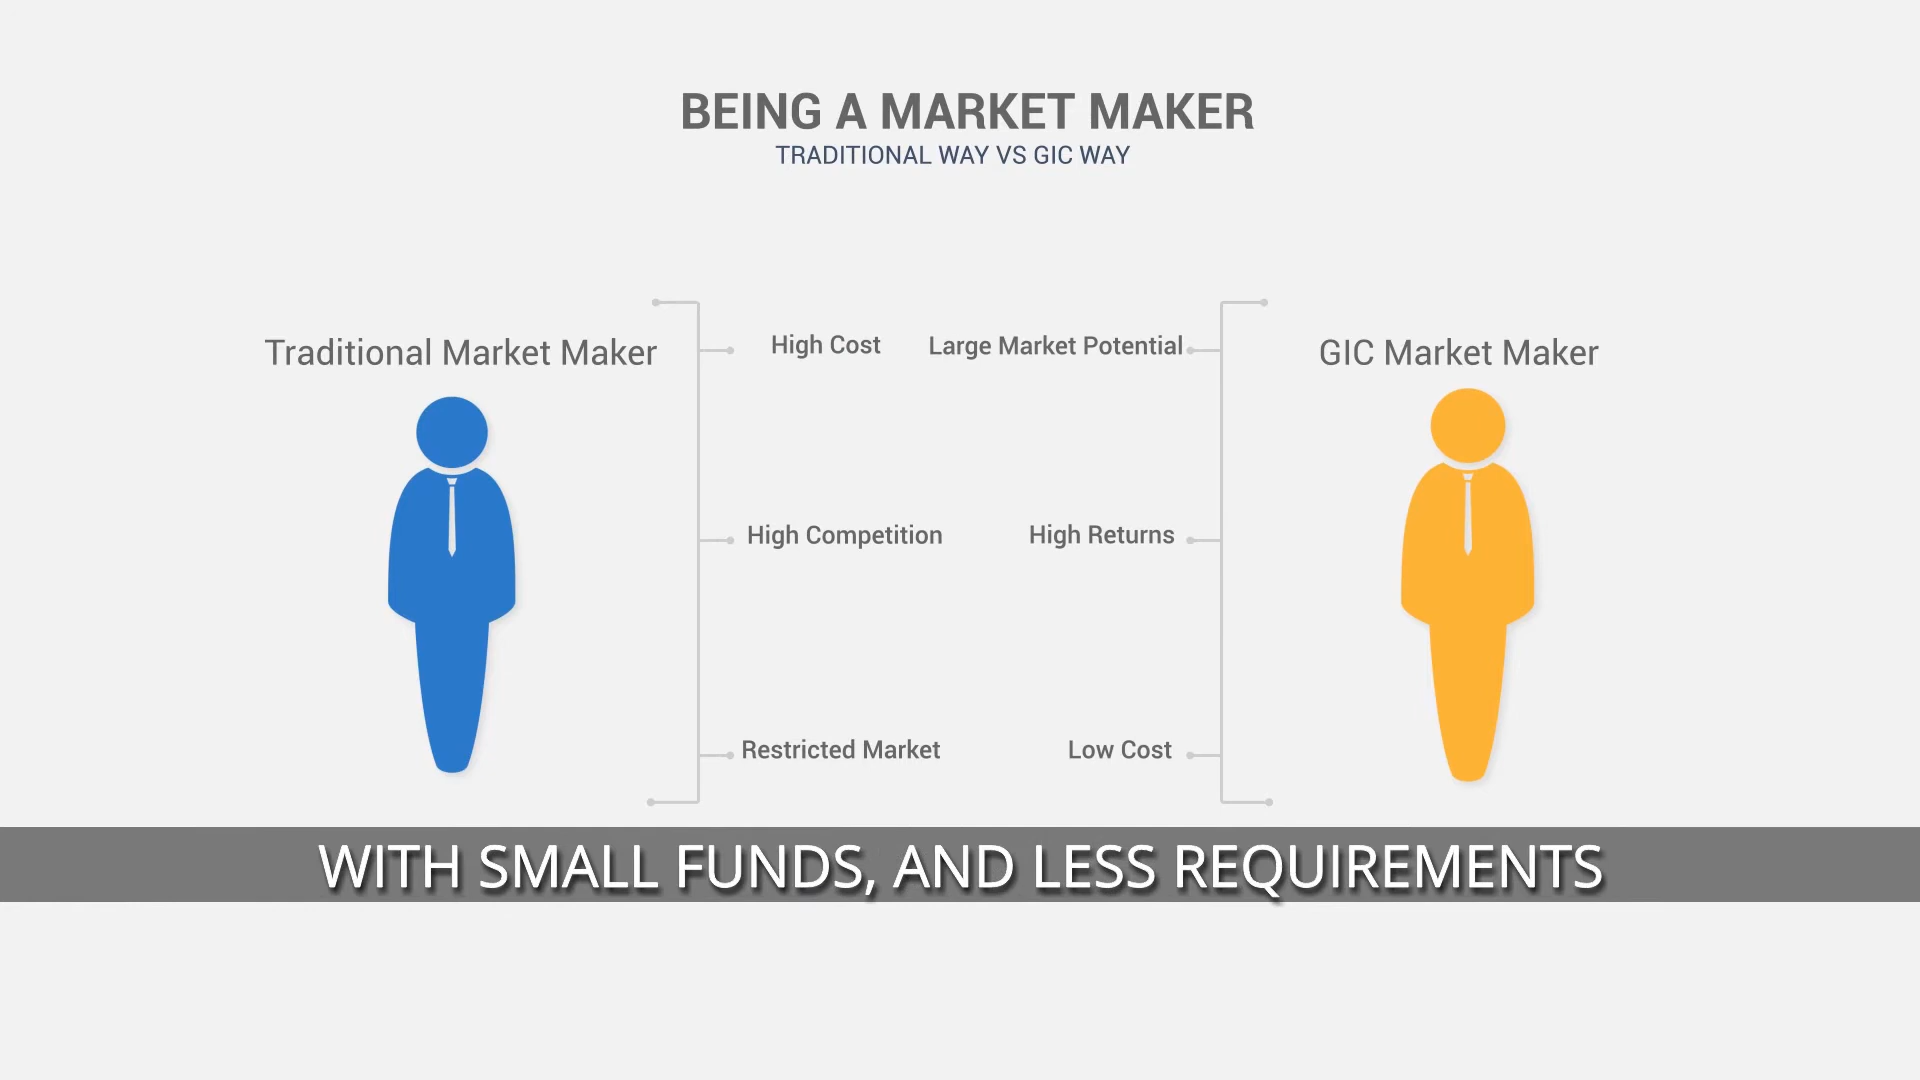 BEING A MARKET MAKER
TRADITIONAL WAY VS GIC WAY
Traditional Market Maker
High Cost
High Competition
Restricted Market
Large Market Potential
High Returns
Low Cost
GIC Market Maker
WITH SMALL FUNDS, AND LESS REQUIREMENTS